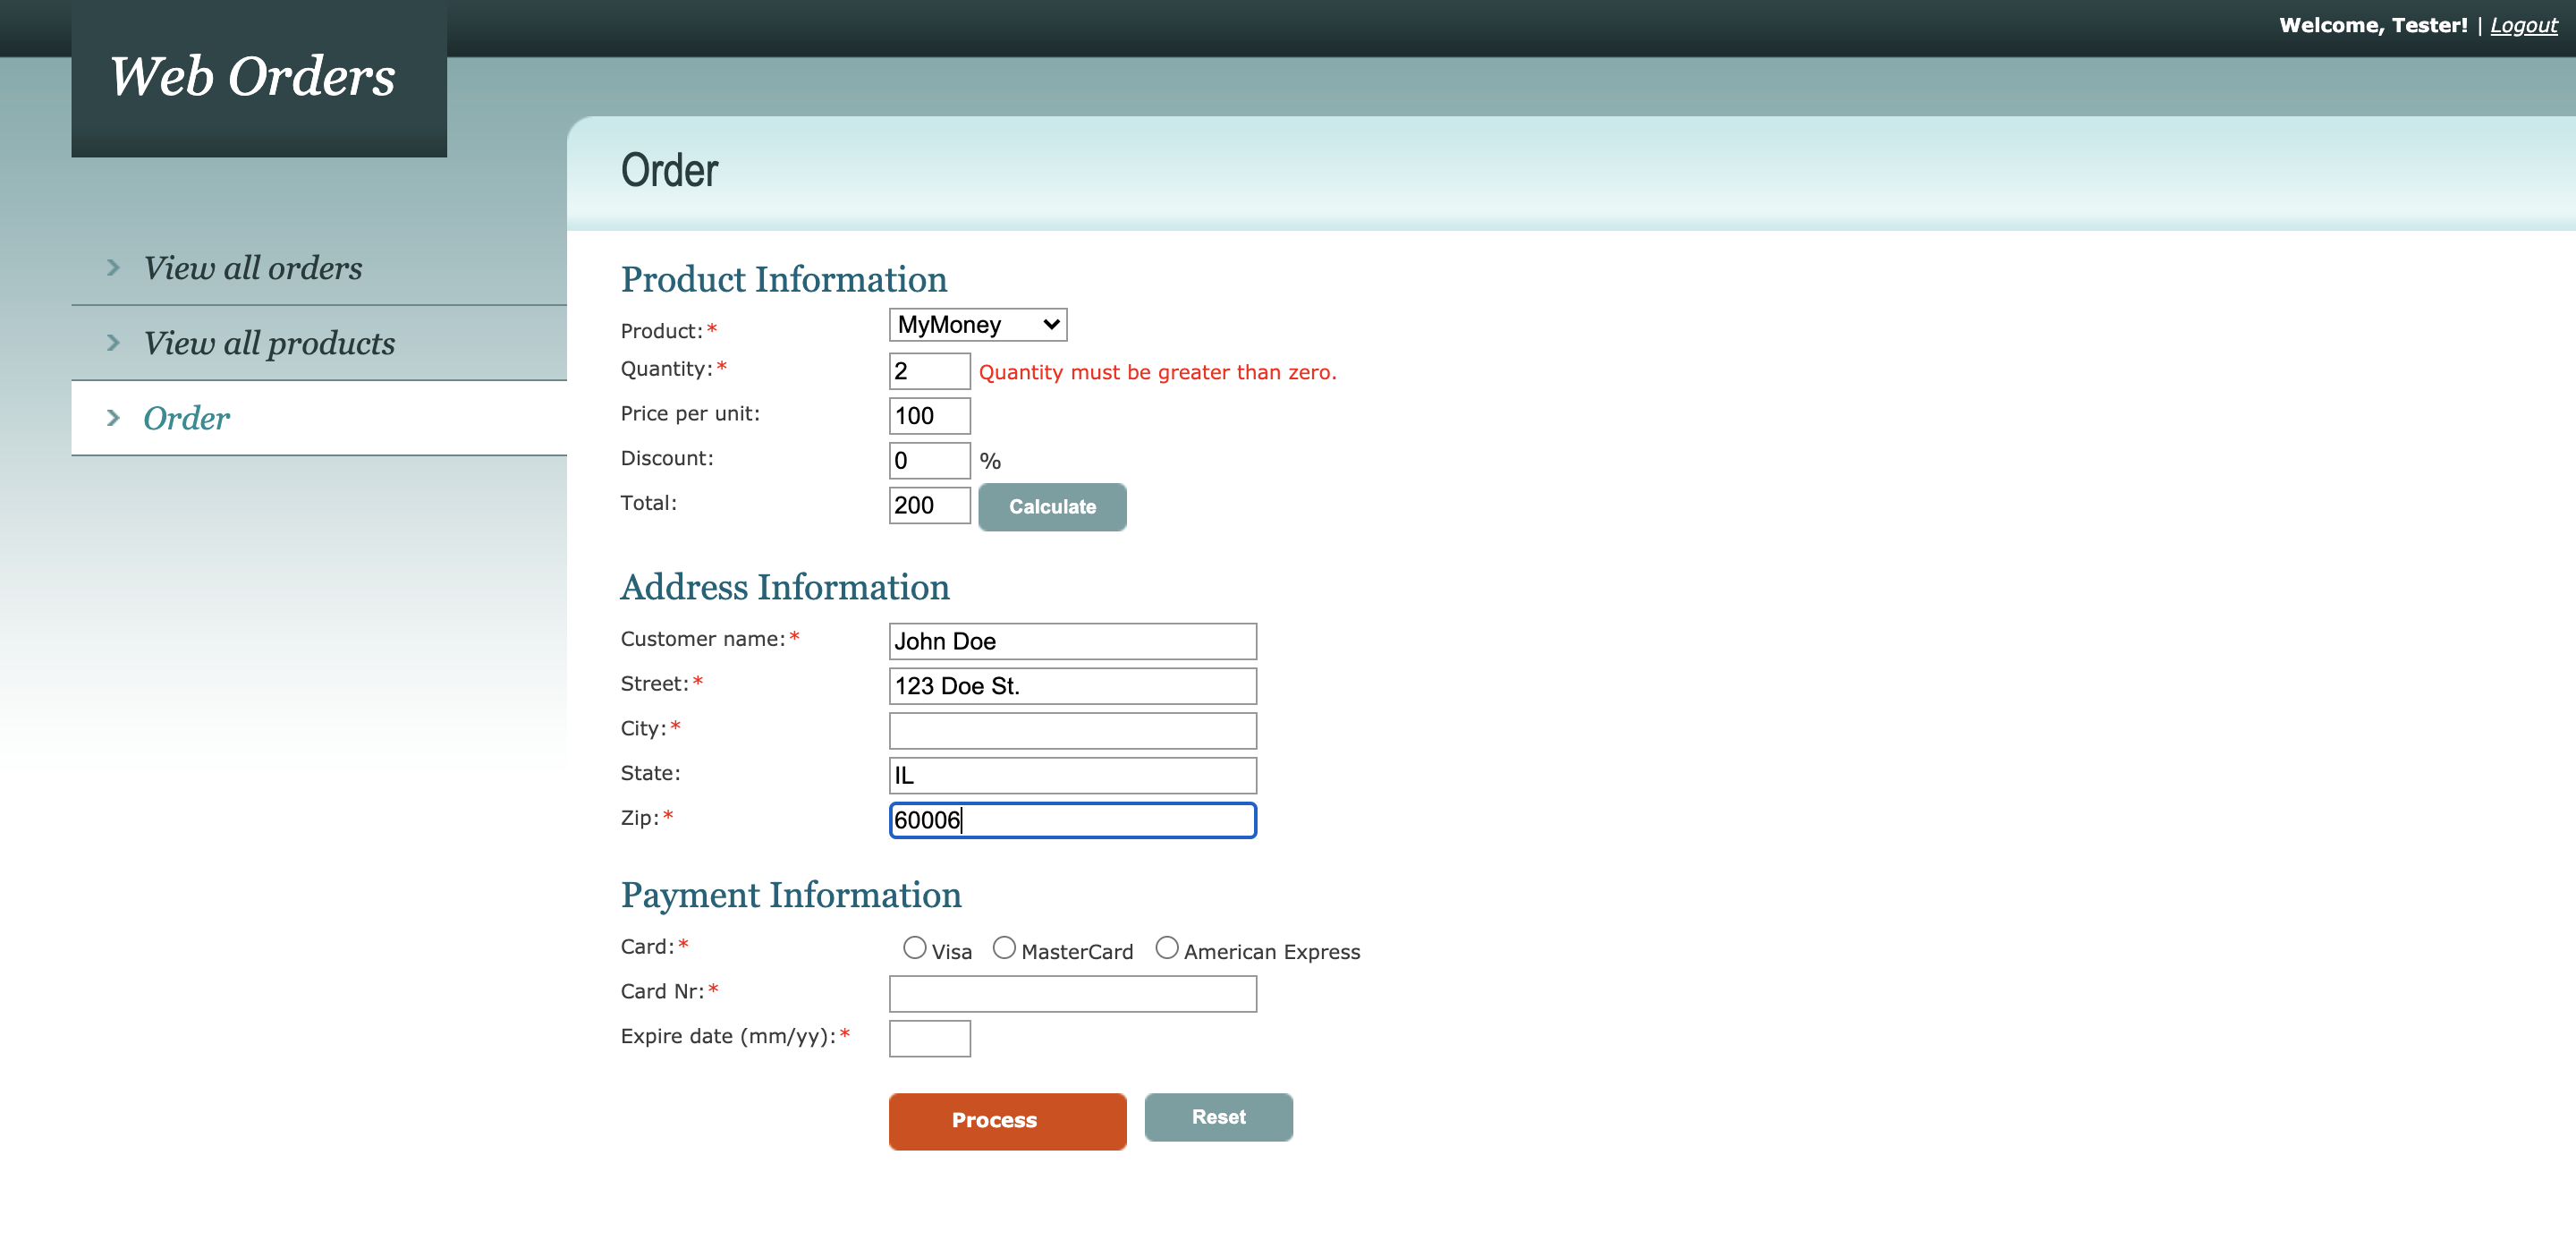 Welcome, Tester! | Logout
Web Orders
Order
View all orders
View all products
Order
Product Information
Product:* MyMoney
Quantity:* 2 Quantity must be greater than zero.
Price per unit: 100
Discount: 0 %
Total: 200 Calculate
Address Information
Customer name:* John Doe
Street:* 123 Doe St.
City:*
State: IL
Zip:* 60006
Payment Information
Card:* Visa MasterCard American Express
Card Nr:*
Expire date (mm/yy):*
Process Reset